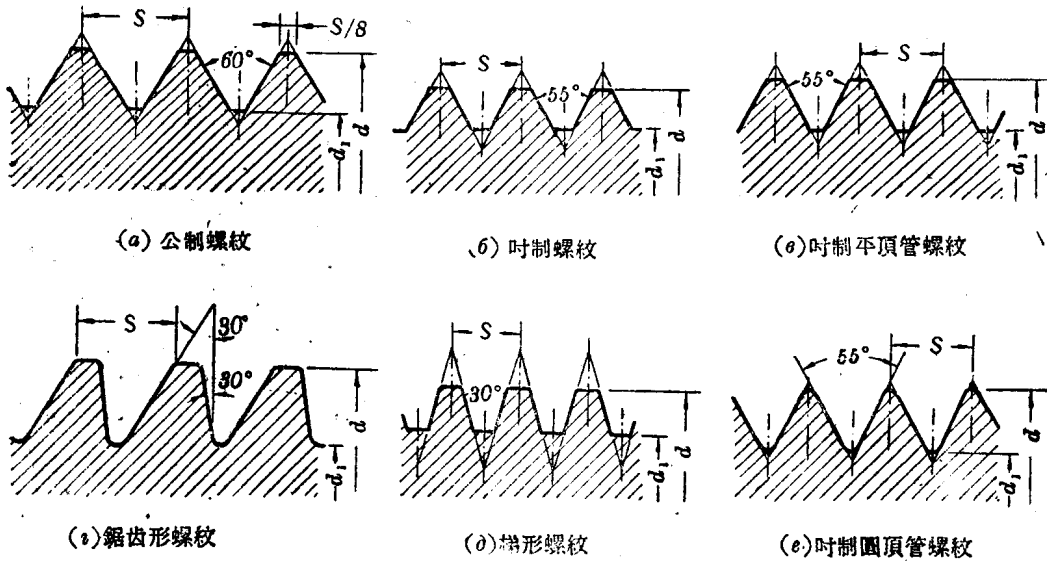 S
S/8
60°
d₁
d
(а) 公制螺紋
S
55°
d₁
d
(б) 吋制螺紋
S
55°
d₁
d
(в) 吋制平頂管螺紋
S
30°
30°
d₁
d
(г) 鋸齿形螺紋
S
30°
d₁
d
(д) 梯形螺紋
55°
S
d₁
d
(е) 吋制圓頂管螺紋